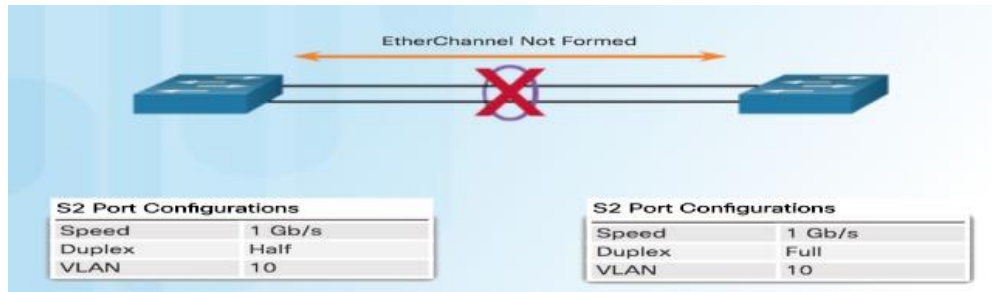 EtherChannel Not Formed
S2 Port Configurations
Speed 1 Gb/s
Duplex Half
VLAN 10
S2 Port Configurations
Speed 1 Gb/s
Duplex Full
VLAN 10